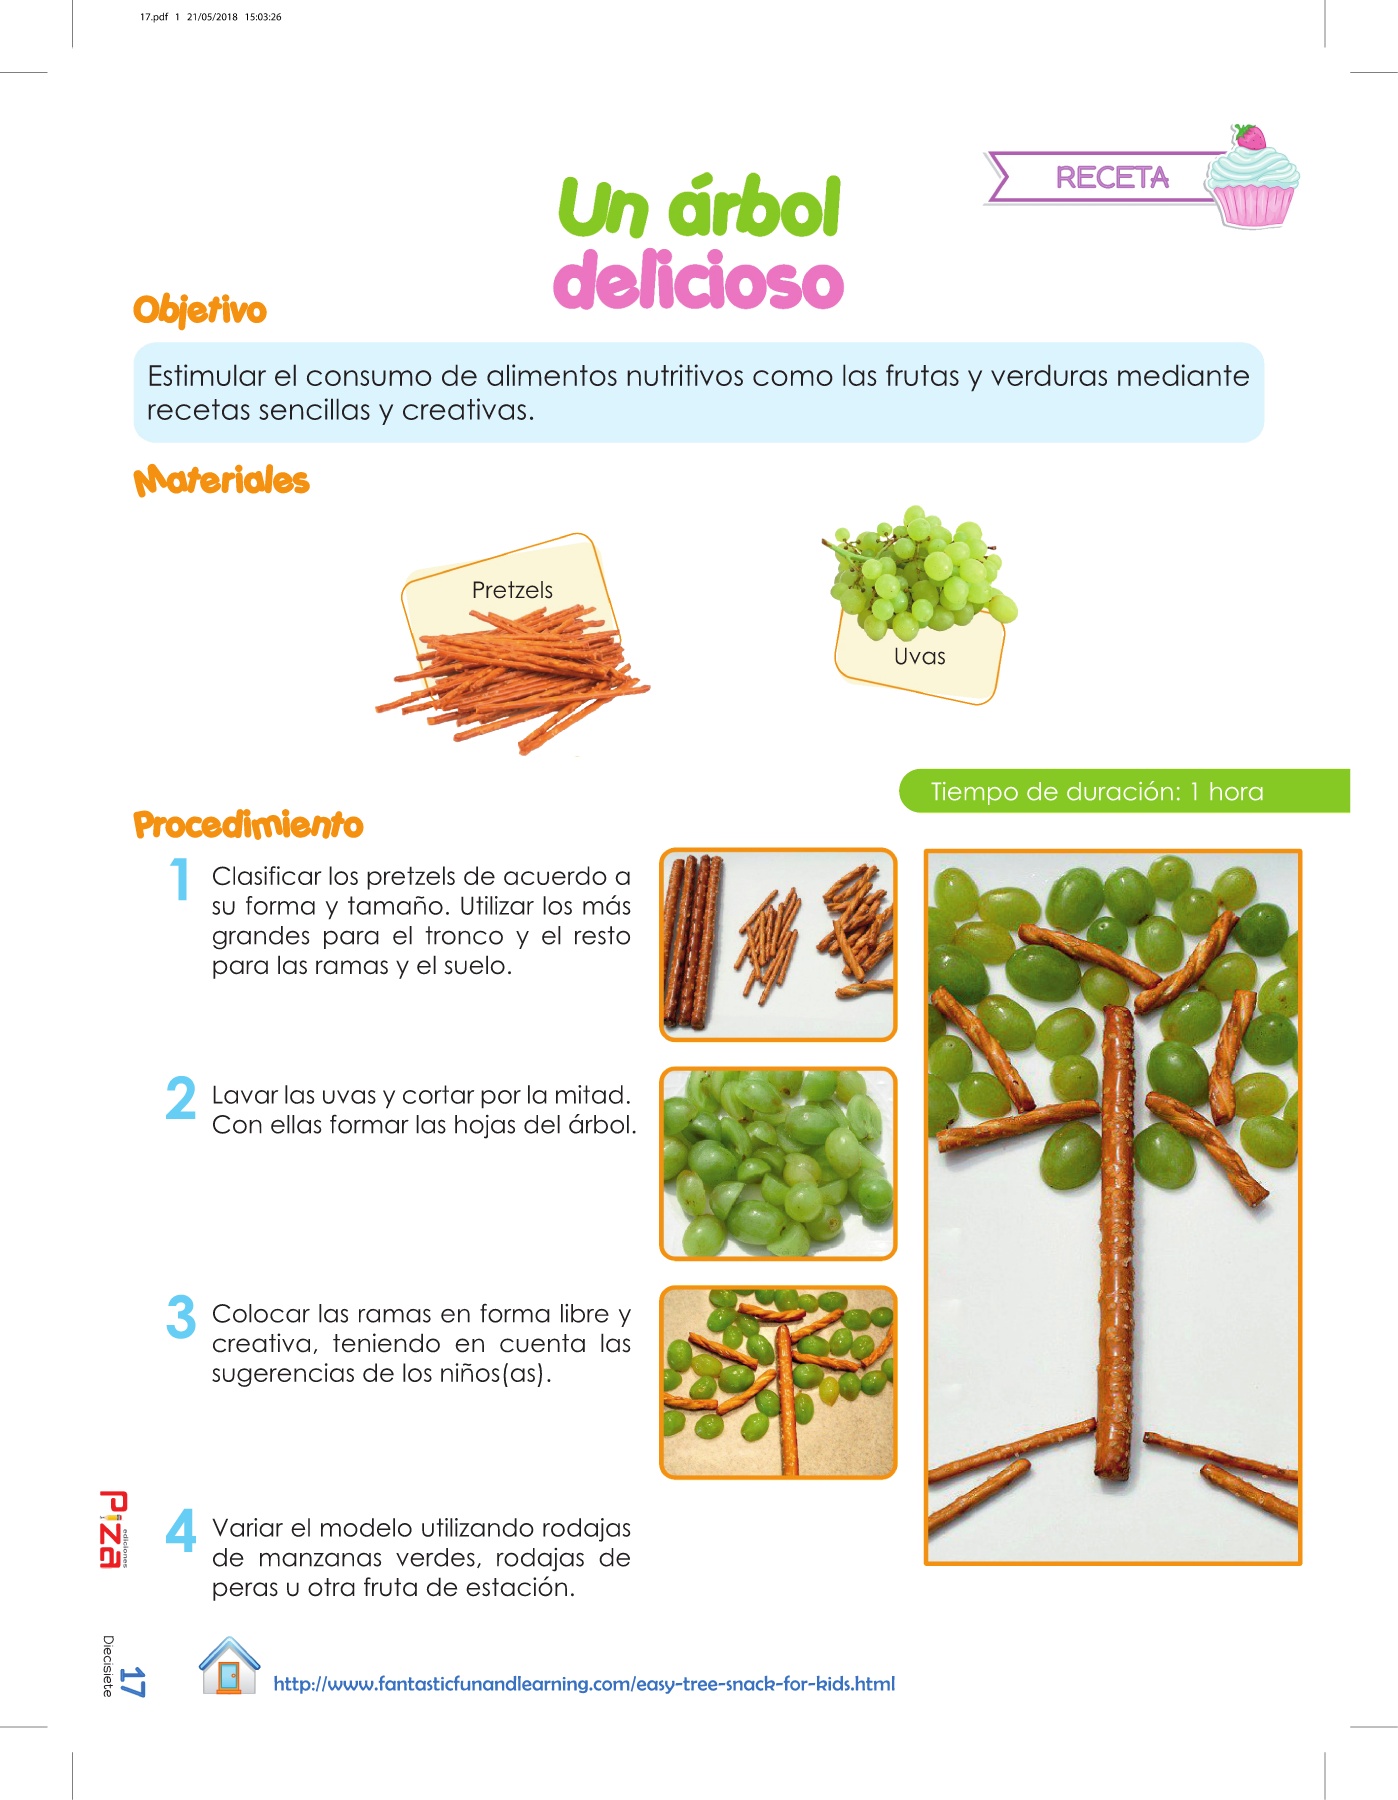 17.pdf 1 21/05/2018 15:03:26
RECETA
Un árbol
delicioso
Objetivo
Estimular el consumo de alimentos nutritivos como las frutas y verduras mediante
recetas sencillas y creativas.
Materiales
Pretzels
Uvas
Tiempo de duración: 1 hora
Procedimiento
1 Clasificar los pretzels de acuerdo a
su forma y tamaño. Utilizar los más
grandes para el tronco y el resto
para las ramas y el suelo.
2 Lavar las uvas y cortar por la mitad.
Con ellas formar las hojas del árbol.
3 Colocar las ramas en forma libre y
creativa, teniendo en cuenta las
sugerencias de los niños(as).
4 Variar el modelo utilizando rodajas
de manzanas verdes, rodajas de
peras u otra fruta de estación.
Piza
ediciones
17
Diecisiete
http://www.fantasticfunandlearning.com/easy-tree-snack-for-kids.html